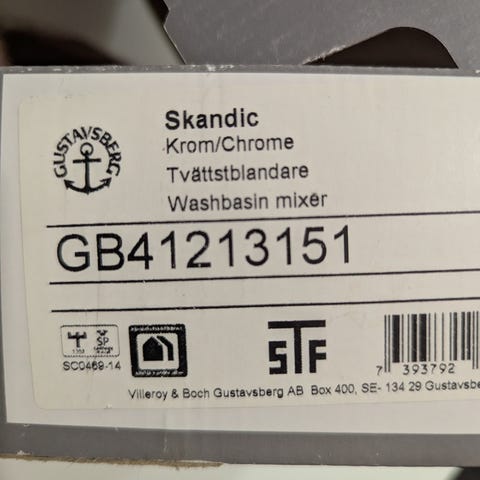 GUSTAVSBERG
Skandic
Krom/Chrome
Tvättstblandare
Washbasin mixer
GB41213151
SP
SC0469-14
STF
7 393792
Villeroy & Boch Gustavsberg AB Box 400, SE- 134 29 Gustavsbe